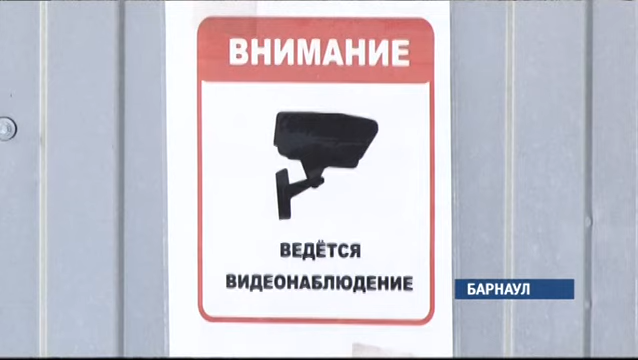 ВНИМАНИЕ
ВЕДЁТСЯ
ВИДЕОНАБЛЮДЕНИЕ
БАРНАУЛ